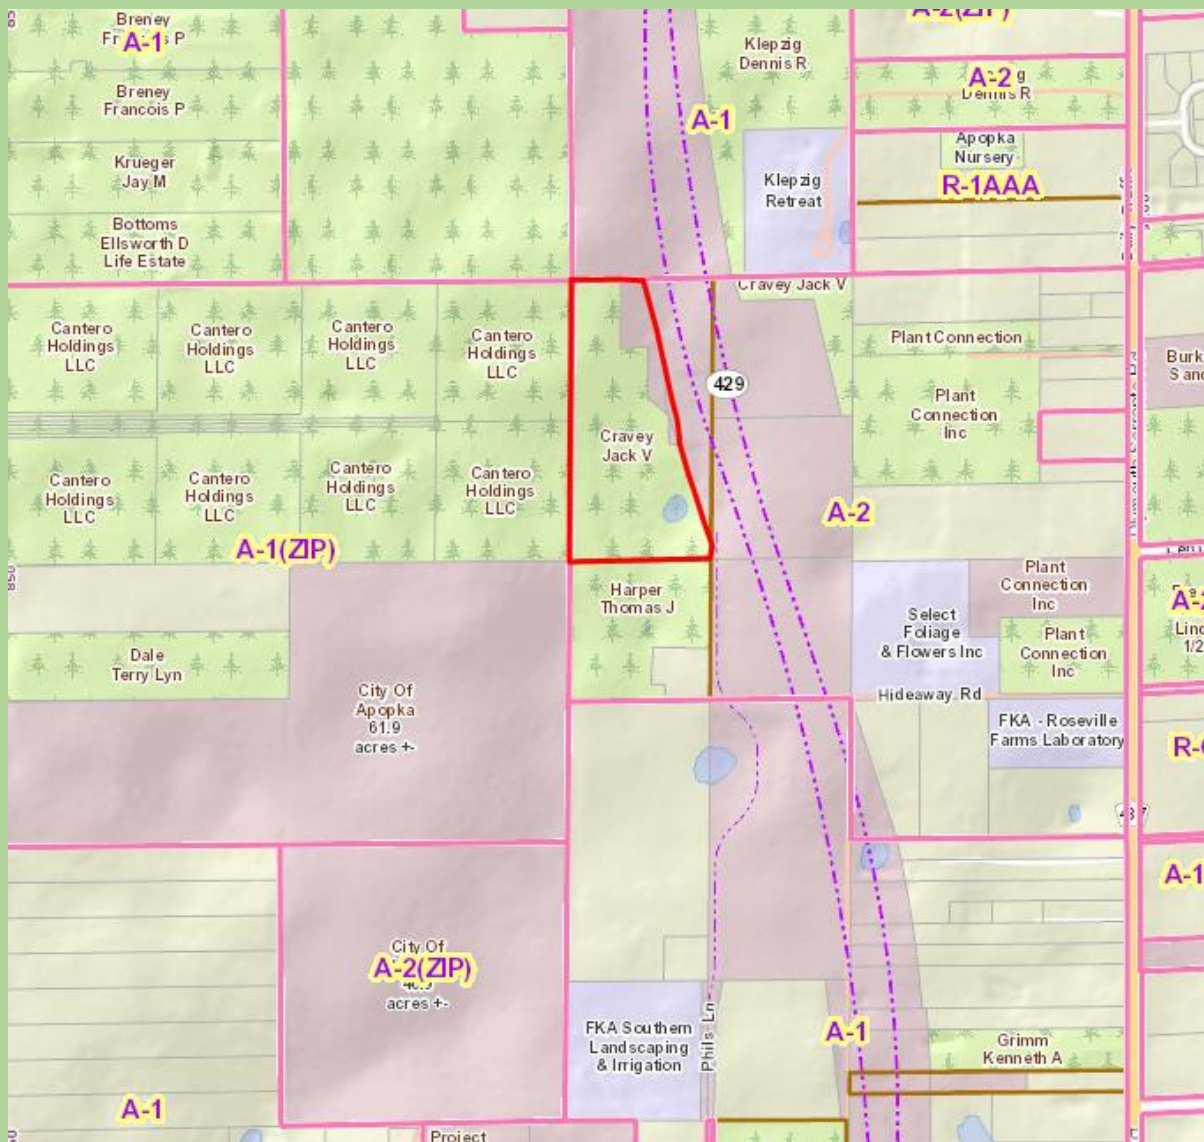 Breney
A-1
Breney
Francois P
Krueger
Jay M
Bottoms
Ellsworth D
Life Estate
Klepzig
Dennis R
A-1
Klepzig
Retreat
A-2(ZIP)
A-2
Dennis R
Apopka
Nursery
R-1AAA
Cravey Jack V
Cantero
Holdings
LLC
Cantero
Holdings
LLC
Cantero
Holdings
LLC
Cantero
Holdings
LLC
429
Plant Connection
Plant
Connection
Inc
Cravey
Jack V
Cantero
Holdings
LLC
Cantero
Holdings
LLC
Cantero
Holdings
LLC
Cantero
Holdings
LLC
A-1(ZIP)
A-2
850
Harper
Thomas J
Plant
Connection
Inc
Select
Foliage
& Flowers Inc
Plant
Connection
Inc
Dale
Terry Lyn
City Of
Apopka
61.9
acres +-
Hideaway Rd
FKA - Roseville
Farms Laboratory
A-1
City Of
A-2(ZIP)
acres +-
FKA Southern
Landscaping
& Irrigation
Phils Ln
A-1
Grimm
Kenneth A
A-1
Project